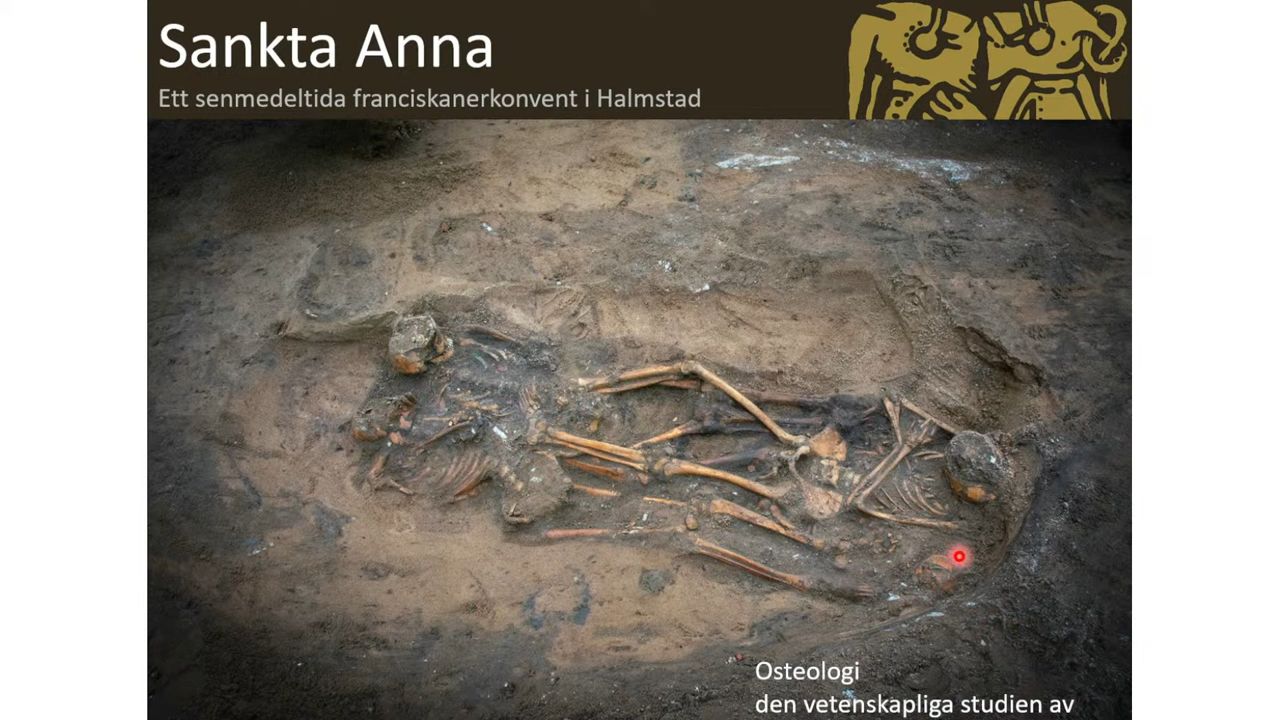 Sankta Anna
Ett senmedeltida franciskanerkonvent i Halmstad
Osteologi
den vetenskapliga studien av